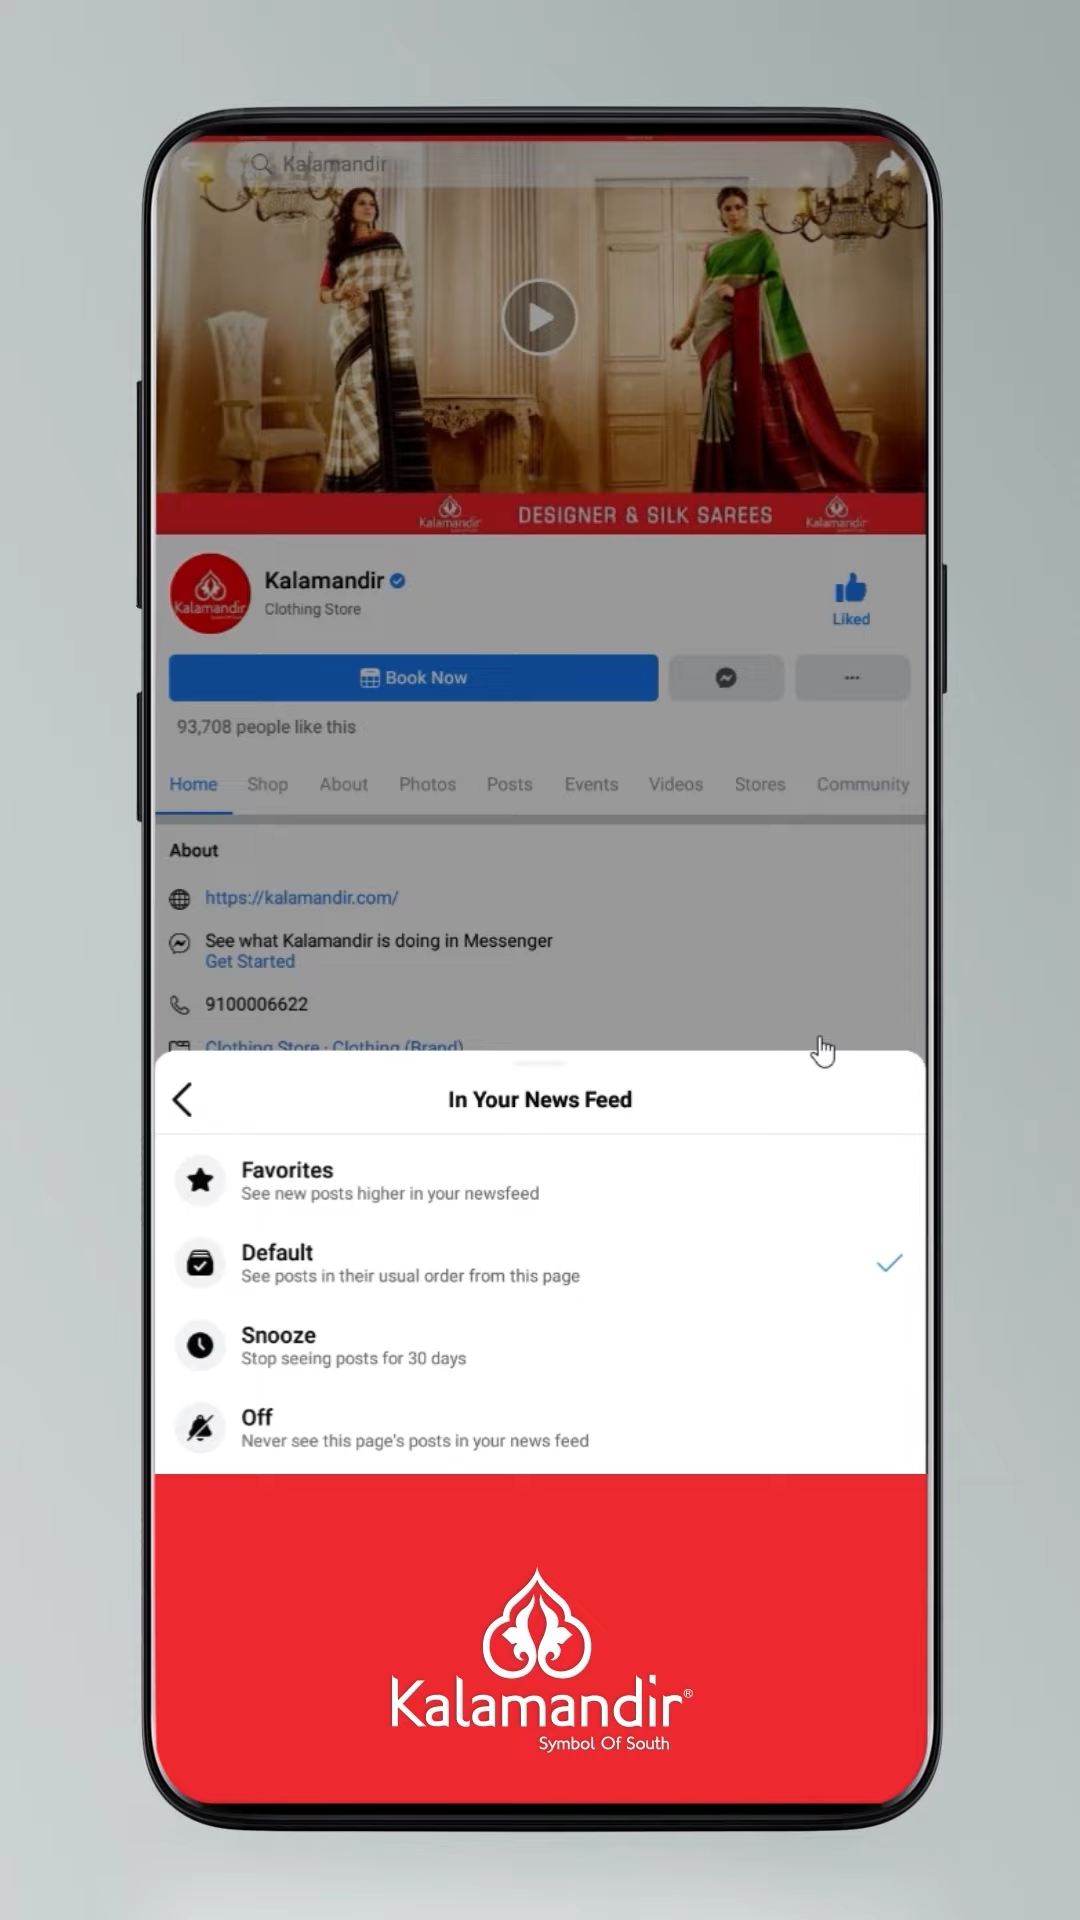 Kalamandir
Kalamandir DESIGNER & SILK SAREES Kalamandir
Kalamandir
Kalamandir
Clothing Store
Liked
Book Now
93,708 people like this
Home Shop About Photos Posts Events Videos Stores Community
About
https://kalamandir.com/
See what Kalamandir is doing in Messenger
Get Started
9100006622
Clothing Store · Clothing (Brand)
In Your News Feed
Favorites
See new posts higher in your newsfeed
Default
See posts in their usual order from this page
Snooze
Stop seeing posts for 30 days
Off
Never see this page's posts in your news feed
Kalamandir®
Symbol Of South